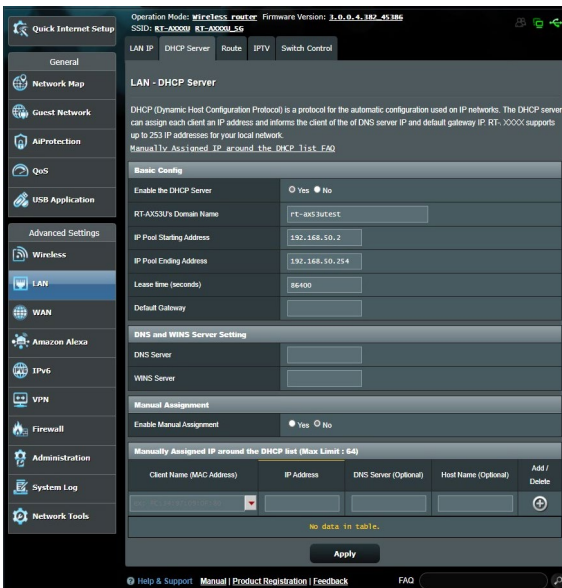 Quick Internet Setup
General
Network Map
Guest Network
AiProtection
QoS
USB Application
Advanced Settings
Wireless
LAN
WAN
Amazon Alexa
IPv6
VPN
Firewall
Administration
System Log
Network Tools
Operation Mode: Wireless router Firmware Version: 3.0.0.4.382_45386
SSID: RT-AXXXU RT-AXXXU_5G
LAN IP DHCP Server Route IPTV Switch Control
LAN - DHCP Server
DHCP (Dynamic Host Configuration Protocol) is a protocol for the automatic configuration used on IP networks. The DHCP server
can assign each client an IP address and informs the client of the of DNS server IP and default gateway IP. RT-XXXX supports
up to 253 IP addresses for your local network.
Manually Assigned IP around the DHCP list FAQ
Basic Config
Enable the DHCP Server Yes No
RT-AX53U's Domain Name rt-ax53utest
IP Pool Starting Address 192.168.50.2
IP Pool Ending Address 192.168.50.254
Lease time (seconds) 86400
Default Gateway
DNS and WINS Server Setting
DNS Server
WINS Server
Manual Assignment
Enable Manual Assignment Yes No
Manually Assigned IP around the DHCP list (Max Limit : 64)
Client Name (MAC Address) IP Address DNS Server (Optional) Host Name (Optional) Add / Delete
No data in table.
Apply
Help & Support Manual | Product Registration | Feedback FAQ